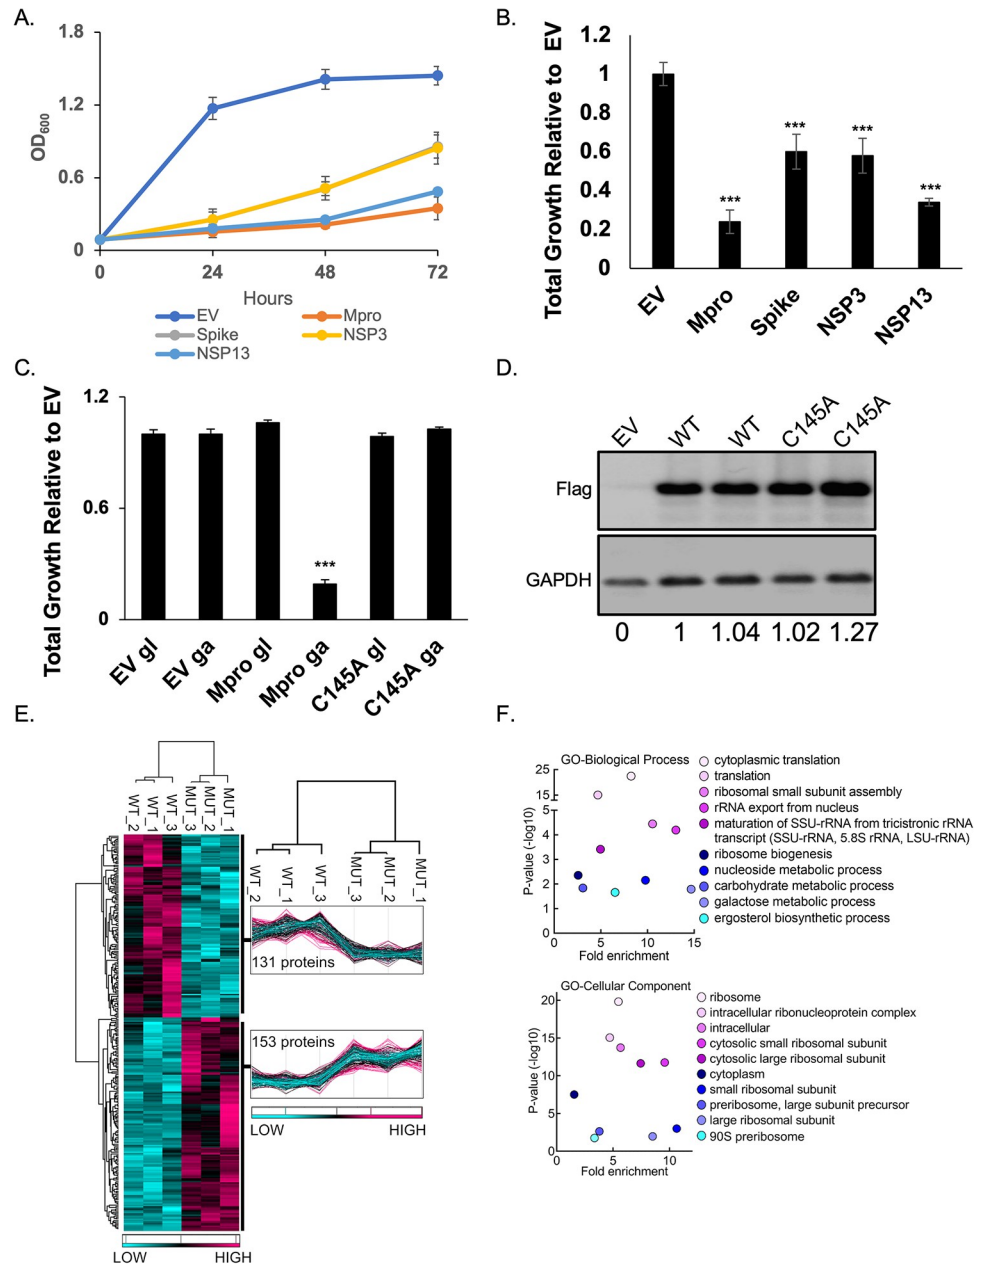 A.
1.8
1.2
0.6
0
OD600
0 24 48 72
Hours
EV Mpro
Spike NSP3
NSP13
B.
Total Growth Relative to EV
1.2
1
0.8
0.6
0.4
0.2
0
***
***
***
***
EV Mpro Spike NSP3 NSP13
C.
Total Growth Relative to EV
1.2
0.6
0
***
EV gl EV ga Mpro gl Mpro ga C145A gl C145A ga
D.
EV WT WT C145A C145A
Flag
GAPDH
0 1 1.04 1.02 1.27
E.
WT_2 WT_1 WT_3 MUT_3 MUT_2 MUT_1
WT_2 WT_1 WT_3 MUT_3 MUT_2 MUT_1
131 proteins
153 proteins
LOW HIGH
LOW HIGH
F.
GO-Biological Process
P-value (-log10)
25
15
5
4
3
2
1
0
0 5 10 15
Fold enrichment
cytoplasmic translation
translation
ribosomal small subunit assembly
rRNA export from nucleus
maturation of SSU-rRNA from tricistronic rRNA
transcript (SSU-rRNA, 5.8S rRNA, LSU-rRNA)
ribosome biogenesis
nucleoside metabolic process
carbohydrate metabolic process
galactose metabolic process
ergosterol biosynthetic process
GO-Cellular Component
P-value (-log10)
20
15
10
5
0
0 5 10
Fold enrichment
ribosome
intracellular ribonucleoprotein complex
intracellular
cytosolic small ribosomal subunit
cytosolic large ribosomal subunit
cytoplasm
small ribosomal subunit
preribosome, large subunit precursor
large ribosomal subunit
90S preribosome